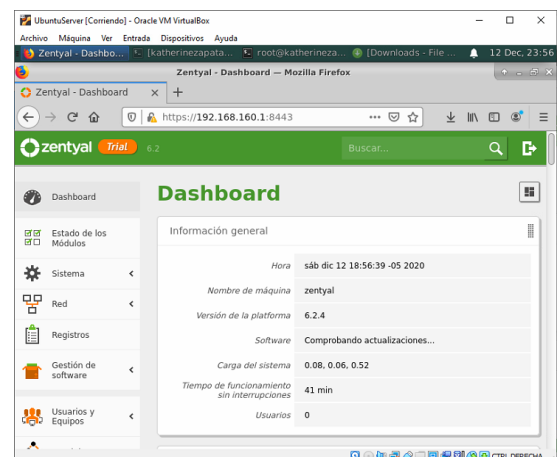 UbuntuServer [Corriendo] - Oracle VM VirtualBox
Archivo Máquina Ver Entrada Dispositivos Ayuda
Zentyal - Dashbo... [katherinezapata... root@katherineza... [Downloads - File ... 12 Dec, 23:56
Zentyal - Dashboard — Mozilla Firefox
Zentyal - Dashboard
https://192.168.160.1:8443
zentyal Trial 6.2 Buscar...
Dashboard
Dashboard
Estado de los
Módulos
Sistema
Red
Registros
Gestión de
software
Usuarios y
Equipos
Información general
Hora sáb dic 12 18:56:39 -05 2020
Nombre de máquina zentyal
Versión de la plataforma 6.2.4
Software Comprobando actualizaciones...
Carga del sistema 0.08, 0.06, 0.52
Tiempo de funcionamiento
sin interrupciones 41 min
Usuarios 0
CTRL DERECHA